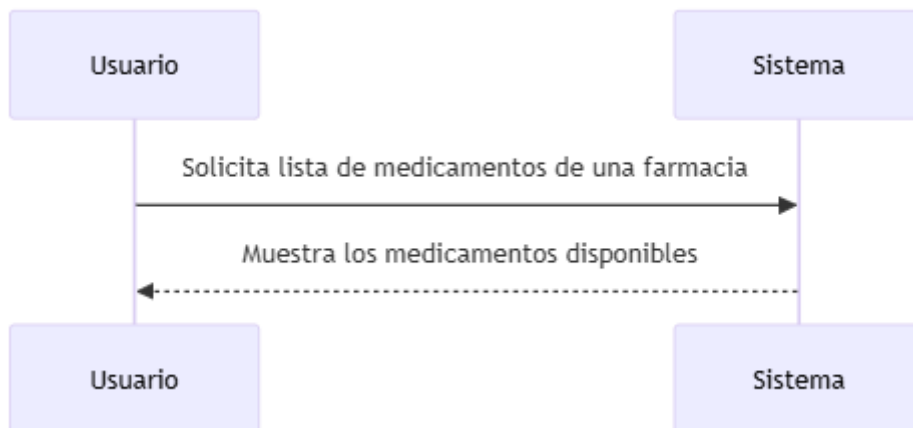 Usuario
Sistema
Solicita lista de medicamentos de una farmacia
Muestra los medicamentos disponibles
Usuario
Sistema